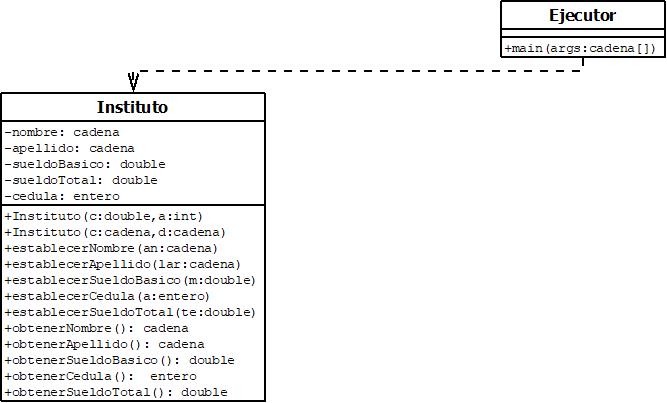 Ejecutor
+main(args:cadena[])
Instituto
-nombre: cadena
-apellido: cadena
-sueldoBasico: double
-sueldoTotal: double
-cedula: entero
+Instituto(c:double,a:int)
+Instituto(c:cadena,d:cadena)
+establecerNombre(an:cadena)
+establecerApellido(lar:cadena)
+establecerSueldoBasico(m:double)
+establecerCedula(a:entero)
+establecerSueldoTotal(te:double)
+obtenerNombre(): cadena
+obtenerApellido(): cadena
+obtenerSueldoBasico(): double
+obtenerCedula(): entero
+obtenerSueldoTotal(): double